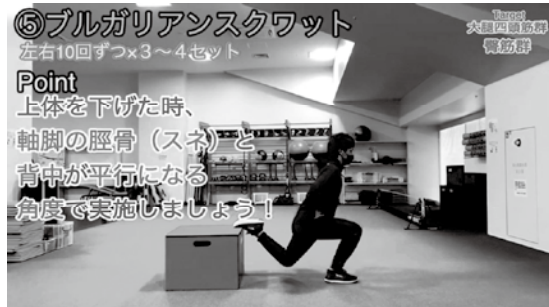 ⑤ブルガリアンスクワット
左右10回ずつ×3〜4セット
Target
大腿四頭筋群
臀筋群
Point
上体を下げた時、
軸脚の脛骨（スネ）と
背中が平行になる
角度で実施しましょう！